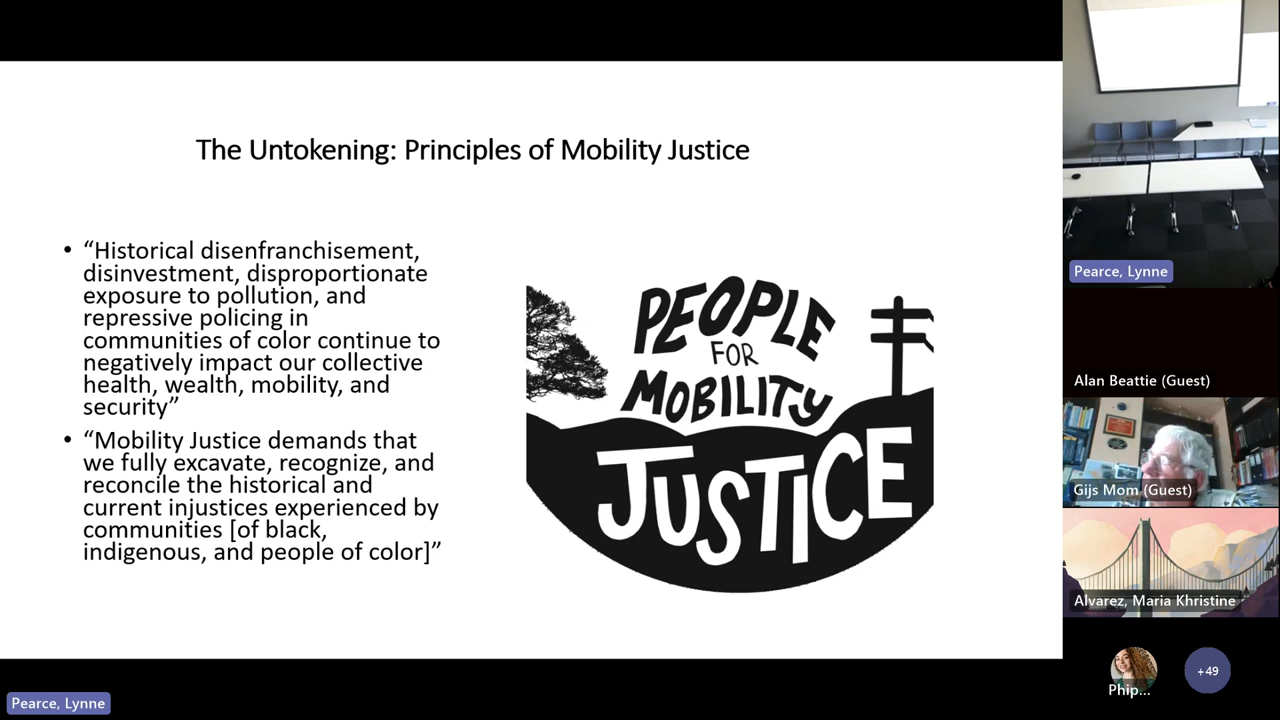 The Untokening: Principles of Mobility Justice
• “Historical disenfranchisement,
disinvestment, disproportionate
exposure to pollution, and
repressive policing in
communities of color continue to
negatively impact our collective
health, wealth, mobility, and
security”
• “Mobility Justice demands that
we fully excavate, recognize, and
reconcile the historical and
current injustices experienced by
communities [of black,
indigenous, and people of color]”
PEOPLE
FOR
MOBILITY
JUSTICE
Pearce, Lynne
Alan Beattie (Guest)
Gijs Mom (Guest)
Alvarez, Maria Khristine
Phip...
+49
Pearce, Lynne